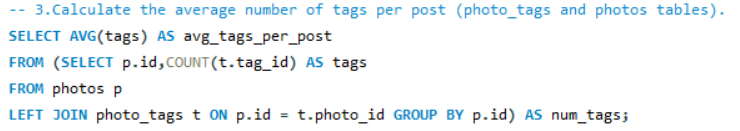 -- 3.Calculate the average number of tags per post (photo_tags and photos tables).
SELECT AVG(tags) AS avg_tags_per_post
FROM (SELECT p.id,COUNT(t.tag_id) AS tags
FROM photos p
LEFT JOIN photo_tags t ON p.id = t.photo_id GROUP BY p.id) AS num_tags;